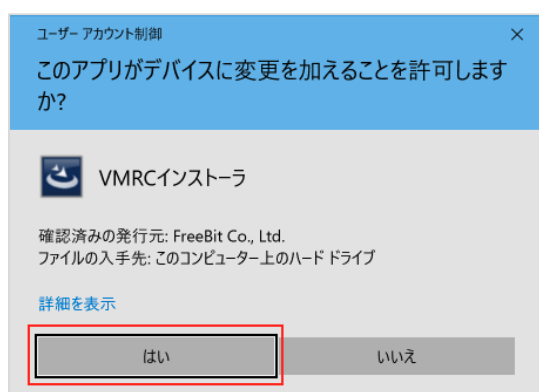 ユーザー アカウント制御
このアプリがデバイスに変更を加えることを許可します
か?
VMRCインストーラ
確認済みの発行元: FreeBit Co., Ltd.
ファイルの入手先: このコンピューター上のハード ドライブ
詳細を表示
はい
いいえ